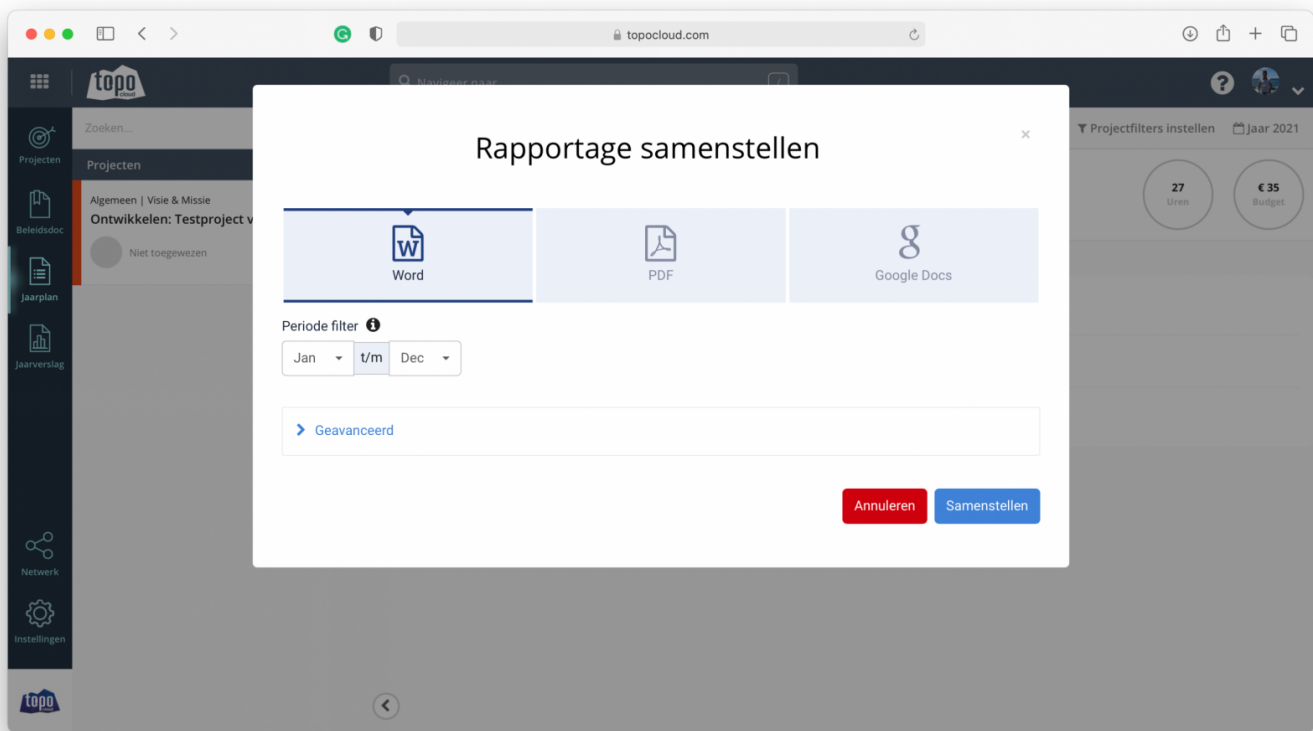 topocloud.com
topo
cloud
Navigeer naar
/
?
Projecten
Beleidsdoc
Jaarplan
Jaarverslag
Netwerk
Instellingen
topo
cloud
Zoeken...
Projecten
Algemeen | Visie & Missie
Ontwikkelen: Testproject v
Niet toegewezen
Projectfilters instellen
Jaar 2021
27
Uren
€ 35
Budget
Rapportage samenstellen
×
W
Word
PDF
g
Google Docs
Periode filter
Jan t/m Dec
Geavanceerd
Annuleren
Samenstellen